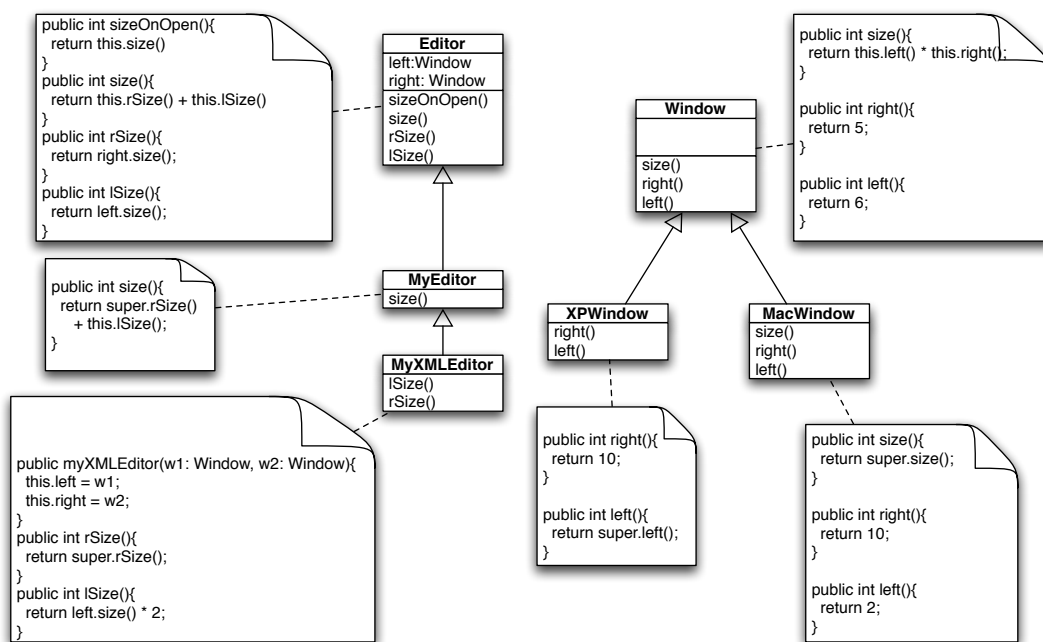 public int sizeOnOpen(){
return this.size()
}
public int size(){
return this.rSize() + this.lSize()
}
public int rSize(){
return right.size();
}
public int lSize(){
return left.size();
}
Editor
left:Window
right: Window
sizeOnOpen()
size()
rSize()
lSize()
Window
size()
right()
left()
public int size(){
return this.left() * this.right();
}
public int right(){
return 5;
}
public int left(){
return 6;
}
public int size(){
return super.rSize()
+ this.lSize();
}
MyEditor
size()
MyXMLEditor
lSize()
rSize()
XPWindow
right()
left()
MacWindow
size()
right()
left()
public myXMLEditor(w1: Window, w2: Window){
this.left = w1;
this.right = w2;
}
public int rSize(){
return super.rSize();
}
public int lSize(){
return left.size() * 2;
}
public int right(){
return 10;
}
public int left(){
return super.left();
}
public int size(){
return super.size();
}
public int right(){
return 10;
}
public int left(){
return 2;
}